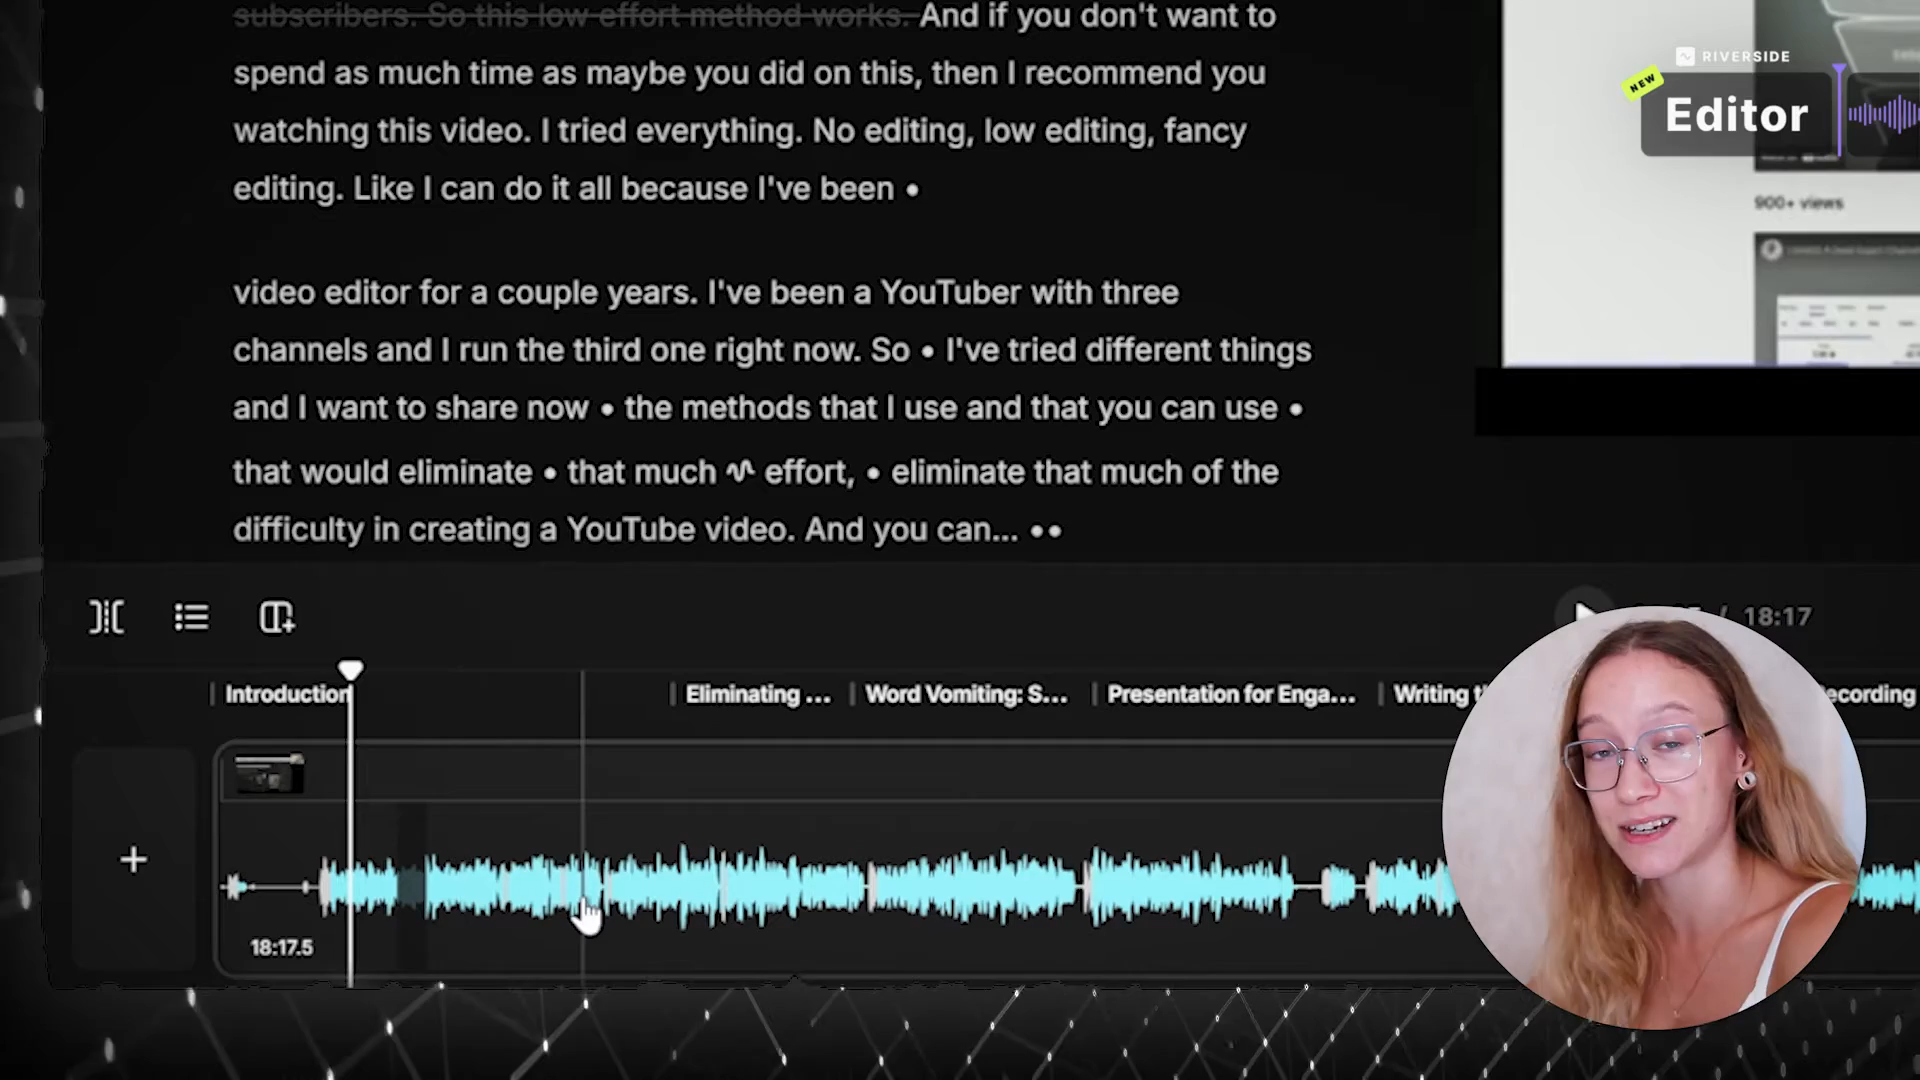 subscribers. So this low effort method works. And if you don't want to
spend as much time as maybe you did on this, then I recommend you
watching this video. I tried everything. No editing, low editing, fancy
editing. Like I can do it all because I've been •
video editor for a couple years. I've been a YouTuber with three
channels and I run the third one right now. So • I've tried different things
and I want to share now • the methods that I use and that you can use •
that would eliminate • that much effort, • eliminate that much of the
difficulty in creating a YouTube video. And you can... ••
RIVERSIDE
NEW
Editor
900+ views
/ 18:17
Introduction
Eliminating ...
Word Vomiting: S...
Presentation for Enga...
Writing
ecording
18:17.5